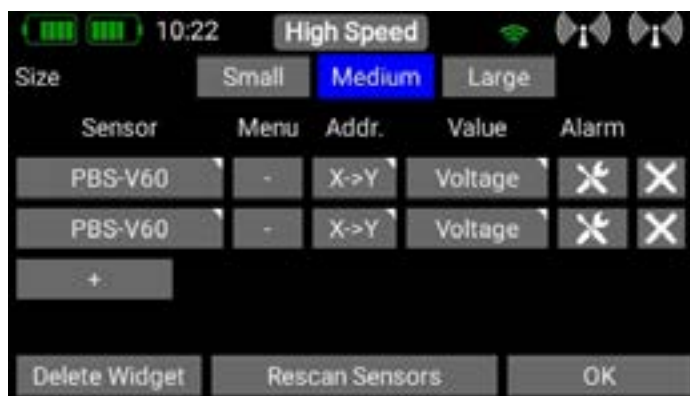 10:22 High Speed
Size Small Medium Large
Sensor Menu Addr. Value Alarm
PBS-V60 - X->Y Voltage
PBS-V60 - X->Y Voltage
+
Delete Widget Rescan Sensors OK